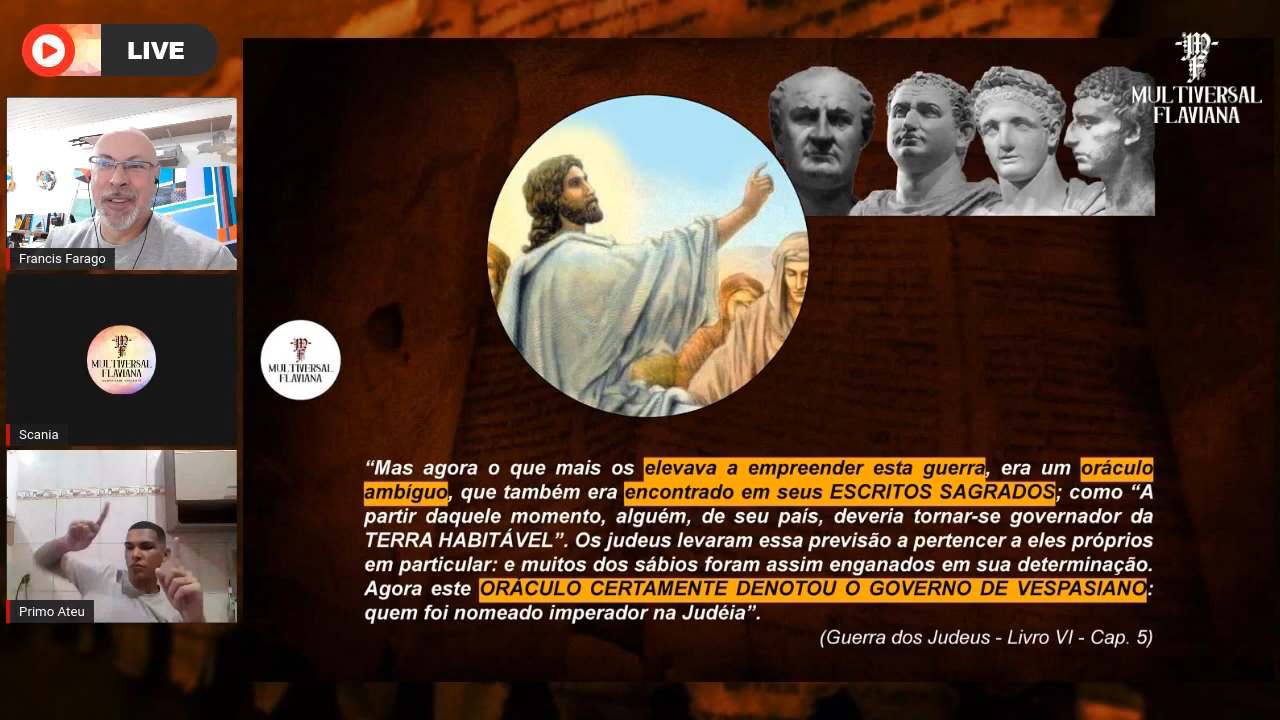 LIVE
MULTIVERSAL
FLAVIANA
Francis Farago
MULTIVERSAL
FLAVIANA
Scania
MULTIVERSAL
FLAVIANA
Primo Ateu
“Mas agora o que mais os elevava a empreender esta guerra, era um oráculo
ambíguo, que também era encontrado em seus ESCRITOS SAGRADOS; como “A
partir daquele momento, alguém, de seu país, deveria tornar-se governador da
TERRA HABITÁVEL”. Os judeus levaram essa previsão a pertencer a eles próprios
em particular: e muitos dos sábios foram assim enganados em sua determinação.
Agora este ORÁCULO CERTAMENTE DENOTOU O GOVERNO DE VESPASIANO:
quem foi nomeado imperador na Judéia”.
(Guerra dos Judeus - Livro VI - Cap. 5)